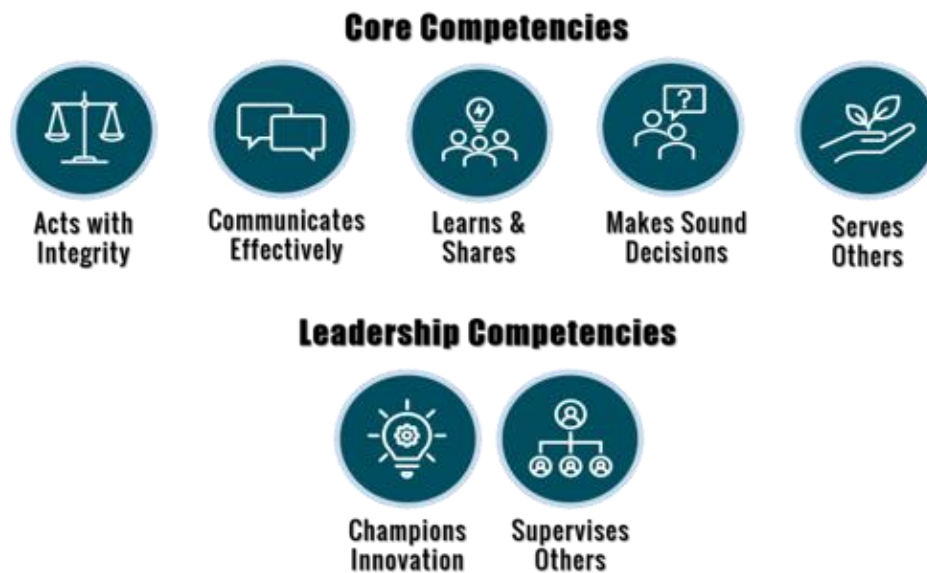 Core Competencies
Acts with
Integrity
Communicates
Effectively
Learns &
Shares
?
Makes Sound
Decisions
Serves
Others
Leadership Competencies
Champions
Innovation
Supervises
Others